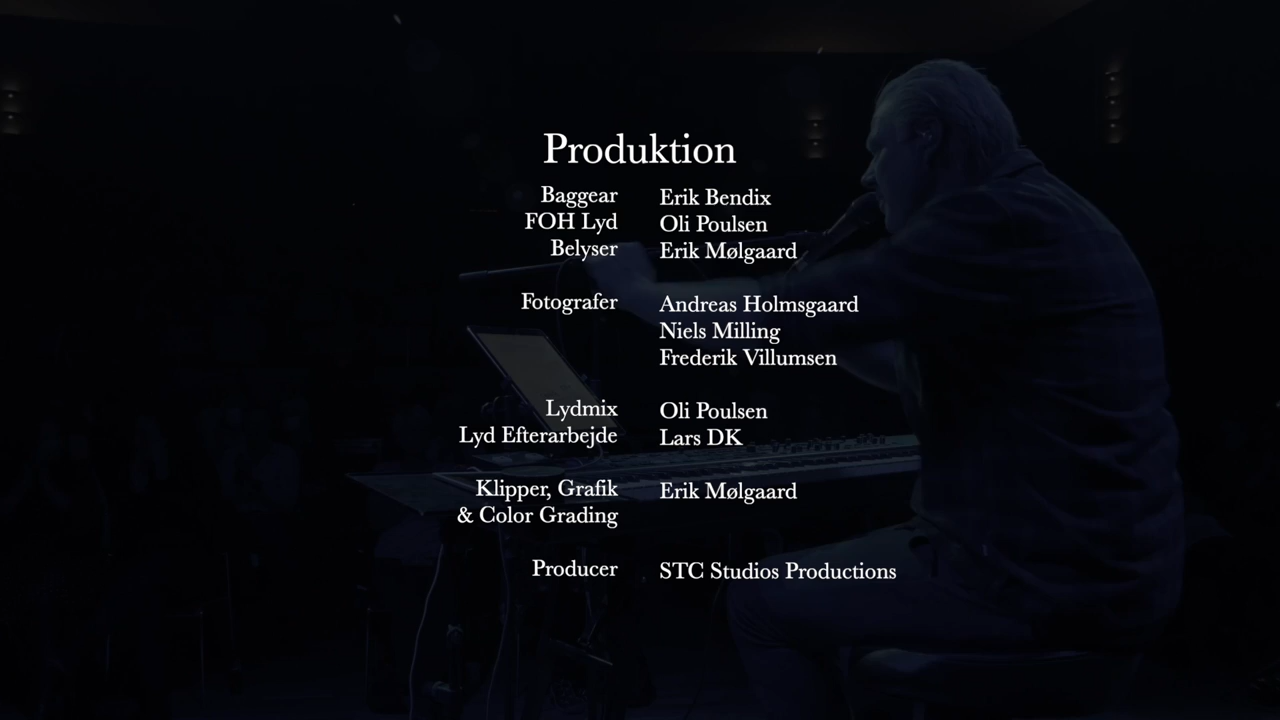 Produktion
Baggear Erik Bendix
FOH Lyd Oli Poulsen
Belyser Erik Mølgaard
Fotografer Andreas Holmsgaard
Niels Milling
Frederik Villumsen
Lydmix Oli Poulsen
Lyd Efterarbejde Lars DK
Klipper, Grafik Erik Mølgaard
& Color Grading
Producer STC Studios Productions